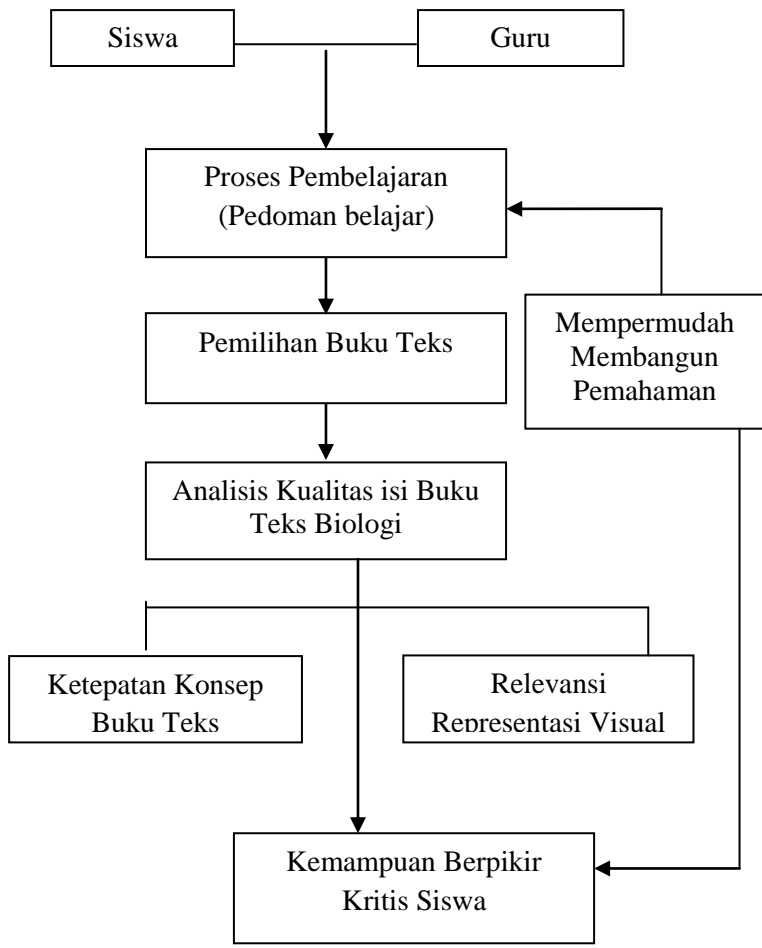 Siswa
Guru
Proses Pembelajaran
(Pedoman belajar)
Pemilihan Buku Teks
Mempermudah
Membangun
Pemahaman
Analisis Kualitas isi Buku
Teks Biologi
Ketepatan Konsep
Buku Teks
Relevansi
Representasi Visual
Kemampuan Berpikir
Kritis Siswa